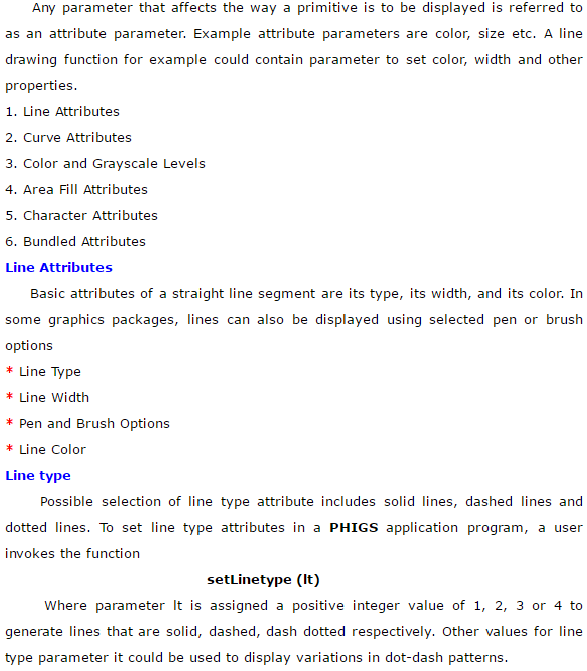 Any parameter that affects the way a primitive is to be displayed is referred to
as an attribute parameter. Example attribute parameters are color, size etc. A line
drawing function for example could contain parameter to set color, width and other
properties.
1. Line Attributes
2. Curve Attributes
3. Color and Grayscale Levels
4. Area Fill Attributes
5. Character Attributes
6. Bundled Attributes
Line Attributes
Basic attributes of a straight line segment are its type, its width, and its color. In
some graphics packages, lines can also be displayed using selected pen or brush
options
* Line Type
* Line Width
* Pen and Brush Options
* Line Color
Line type
Possible selection of line type attribute includes solid lines, dashed lines and
dotted lines. To set line type attributes in a PHIGS application program, a user
invokes the function
setLinetype (lt)
Where parameter lt is assigned a positive integer value of 1, 2, 3 or 4 to
generate lines that are solid, dashed, dash dotted respectively. Other values for line
type parameter it could be used to display variations in dot-dash patterns.